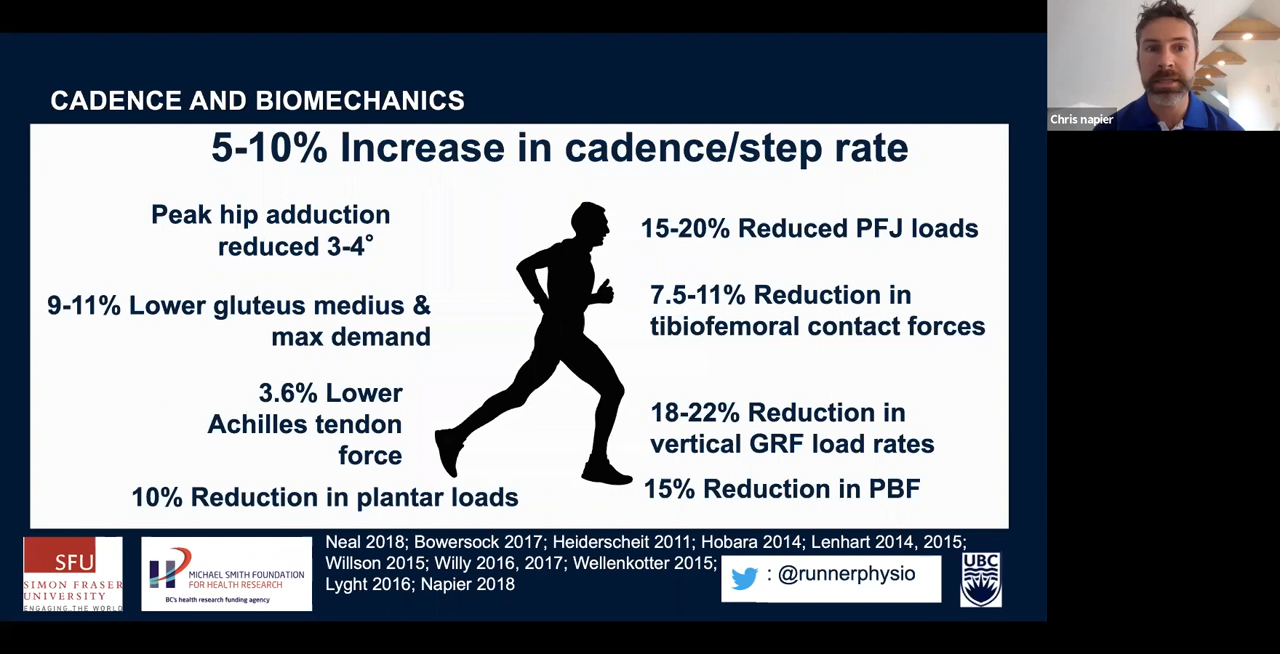 CADENCE AND BIOMECHANICS
5-10% Increase in cadence/step rate
Peak hip adduction
reduced 3-4°
9-11% Lower gluteus medius &
max demand
3.6% Lower
Achilles tendon
force
10% Reduction in plantar loads
15-20% Reduced PFJ loads
7.5-11% Reduction in
tibiofemoral contact forces
18-22% Reduction in
vertical GRF load rates
15% Reduction in PBF
Neal 2018; Bowersock 2017; Heiderscheit 2011; Hobara 2014; Lenhart 2014, 2015;
Willson 2015; Willy 2016, 2017; Wellenkotter 2015;
Lyght 2016; Napier 2018
SFU
SIMON FRASER
UNIVERSITY
ENGAGING THE WORLD
MICHAEL SMITH FOUNDATION
FOR HEALTH RESEARCH
BC's health research funding agency
: @runnerphysio
UBC
Chris napier